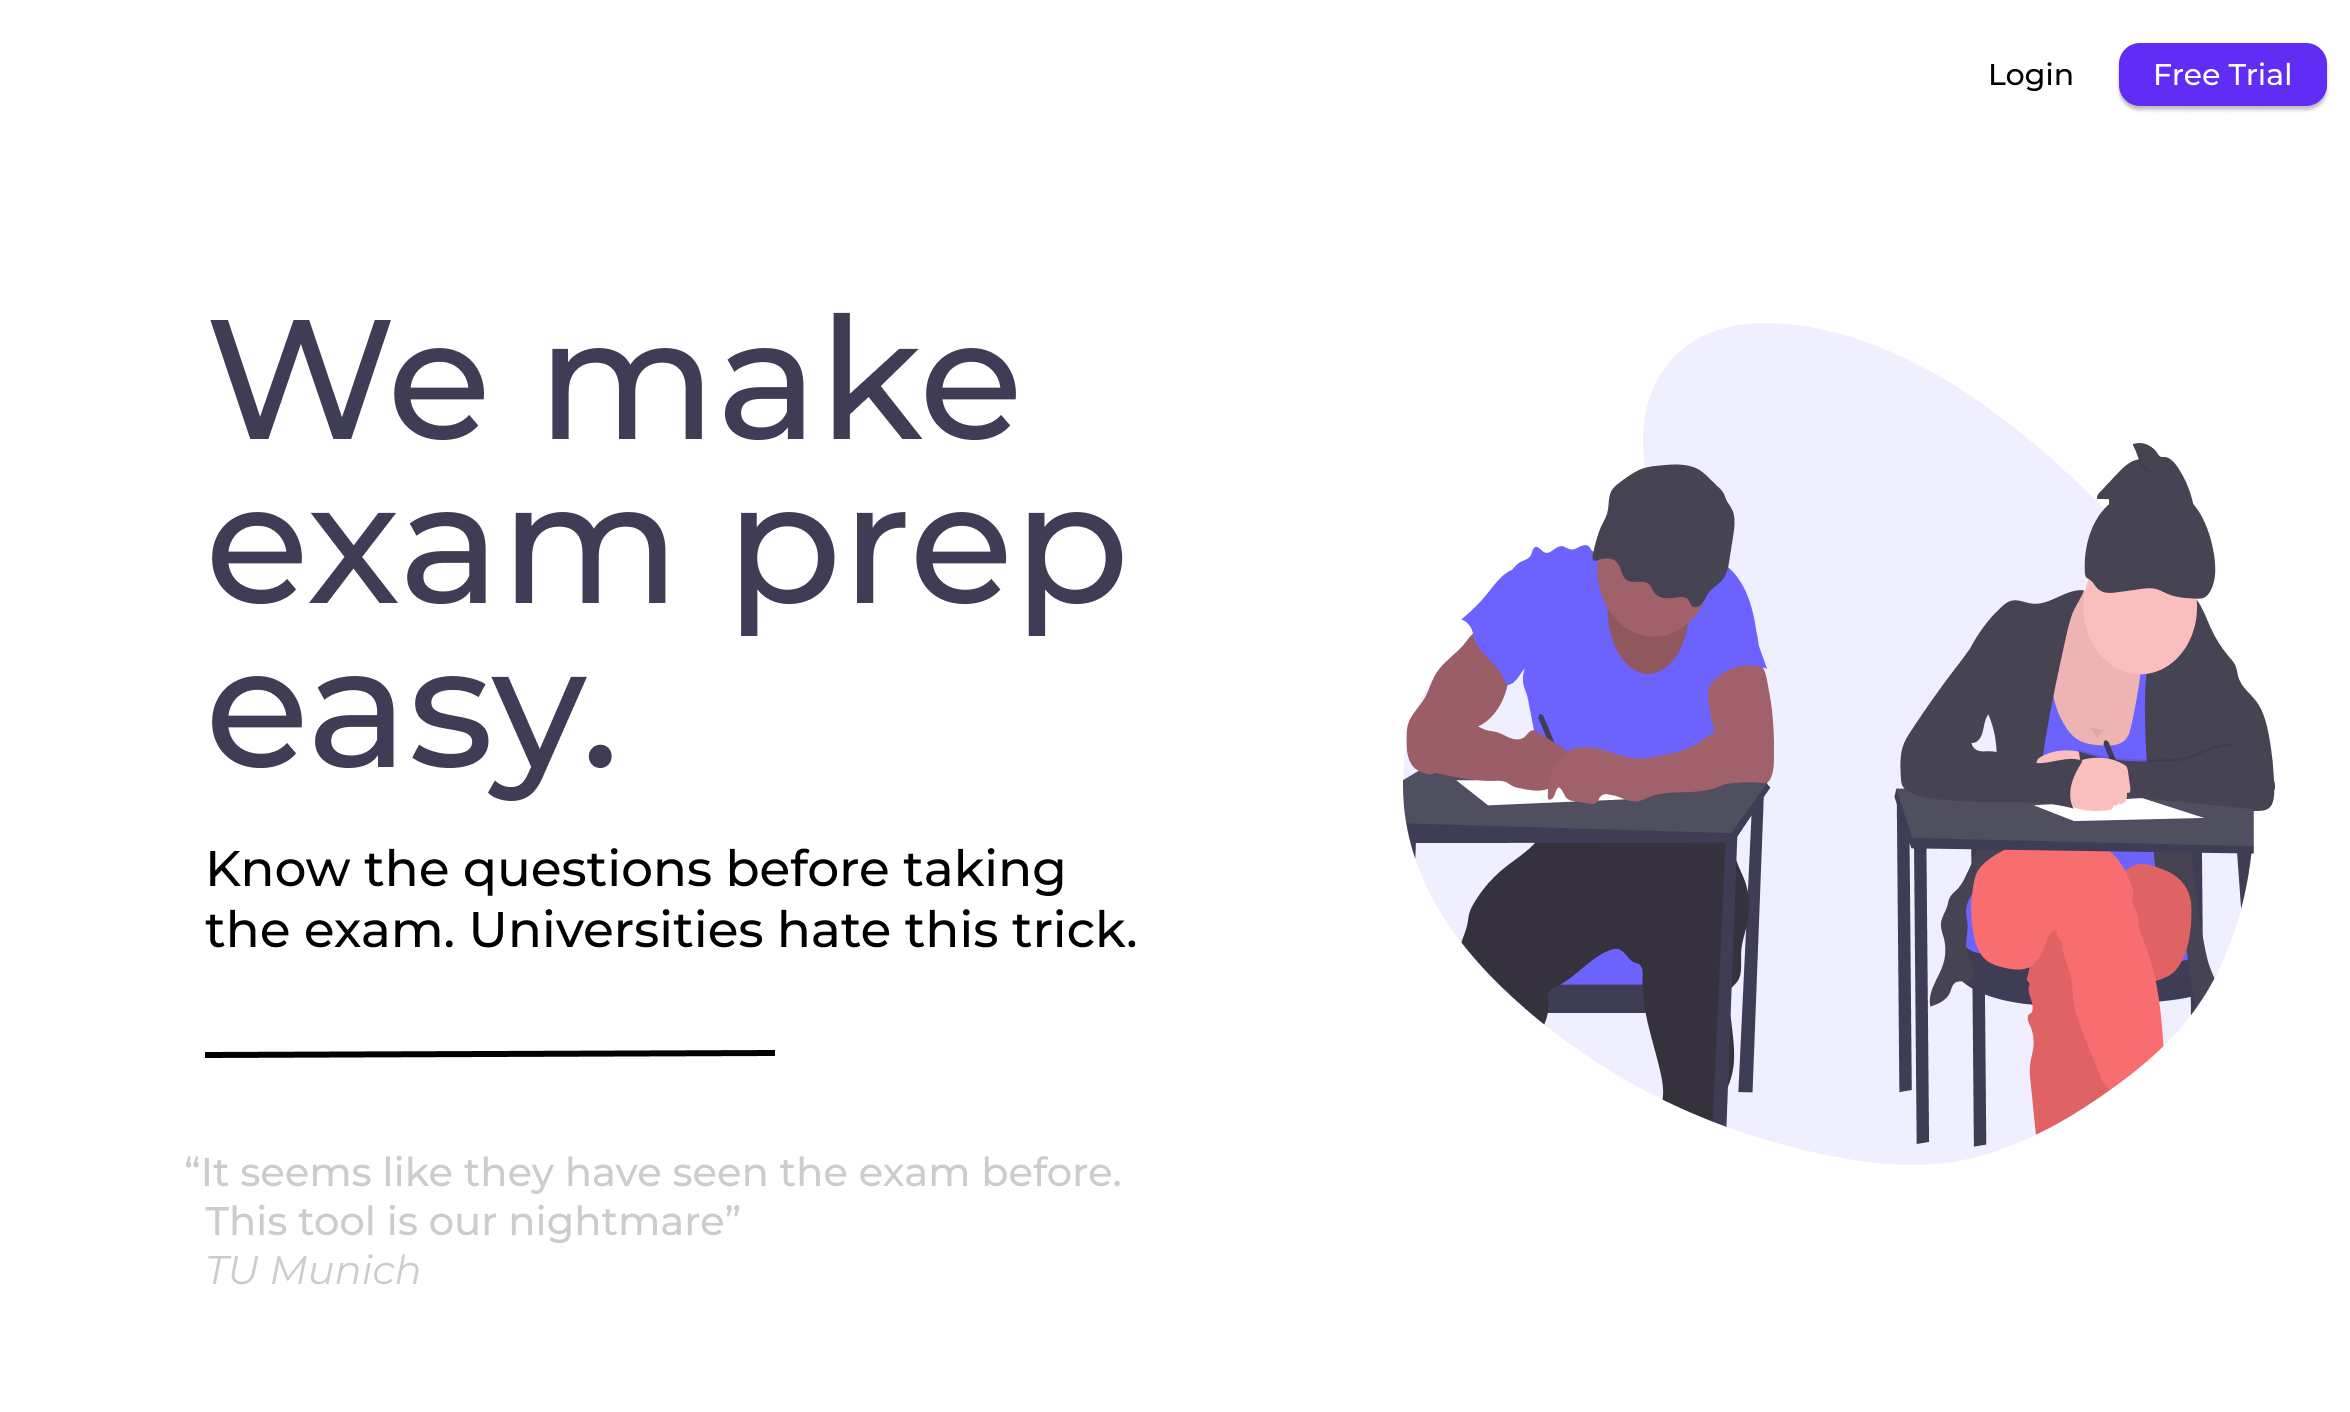 Login
Free Trial
We make
exam prep
easy.
Know the questions before taking
the exam. Universities hate this trick.
“It seems like they have seen the exam before.
This tool is our nightmare”
TU Munich